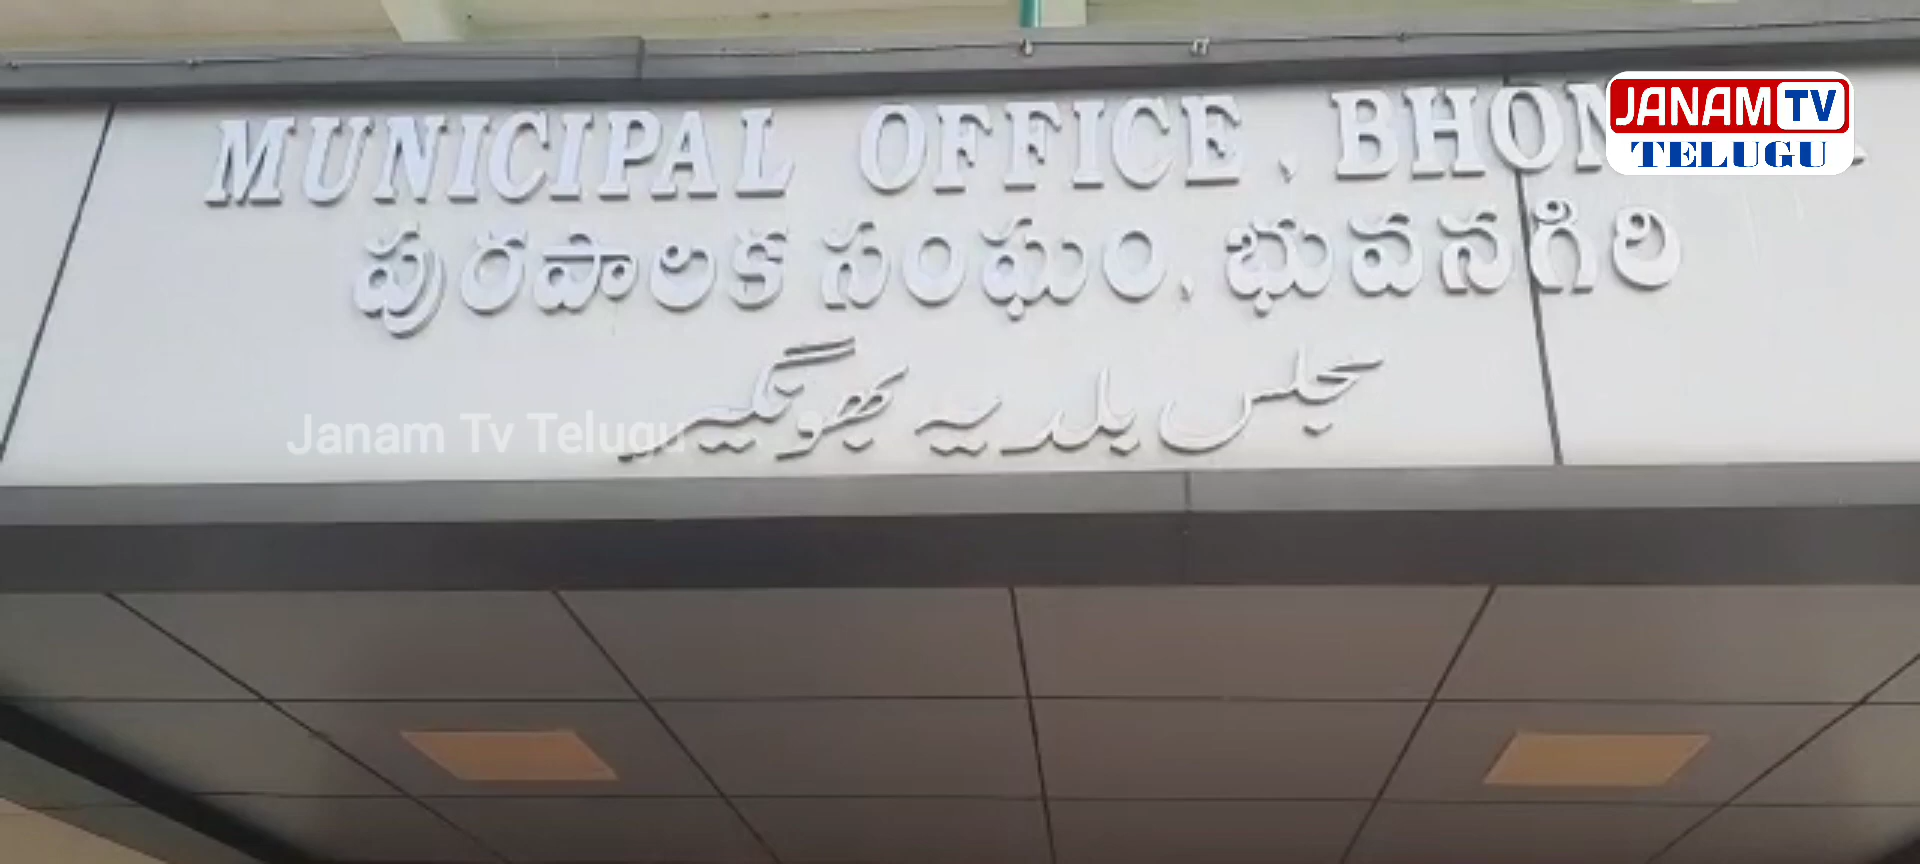 MUNICIPAL OFFICE, BHON
పురపాలక సంఘం, భువనగిరి
مجلس بلدیہ بھونگیر
JANAM TV
TELUGU
Janam Tv Telugu